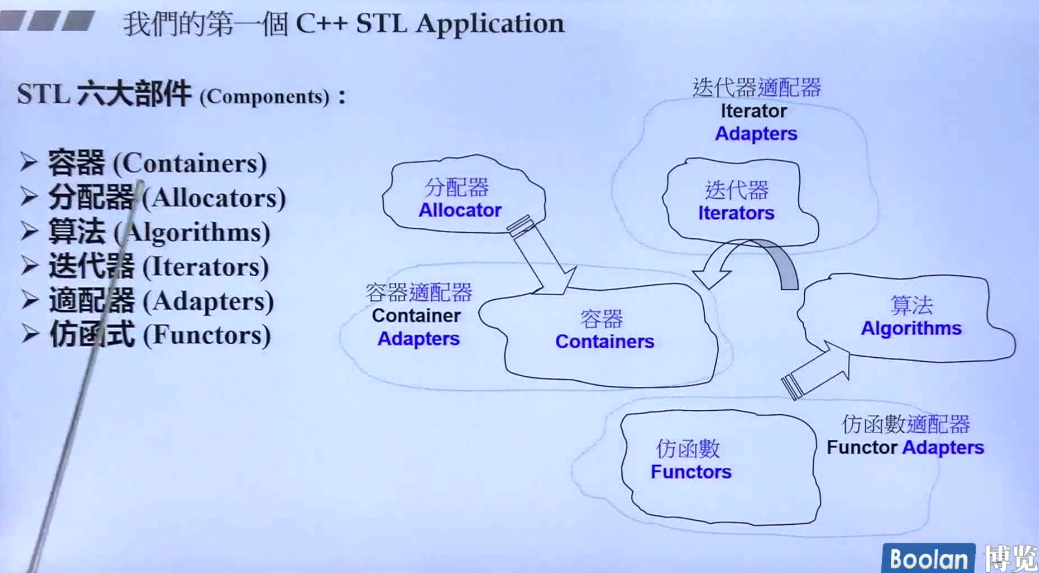 我們的第一個 C++ STL Application
STL 六大部件 (Components)：
容器 (Containers)
分配器 (Allocators)
算法 (Algorithms)
迭代器 (Iterators)
適配器 (Adapters)
仿函式 (Functors)
迭代器適配器
Iterator
Adapters
分配器
Allocator
迭代器
Iterators
容器適配器
Container
Adapters
容器
Containers
算法
Algorithms
仿函數
Functors
仿函數適配器
Functor Adapters
Boolan 博览